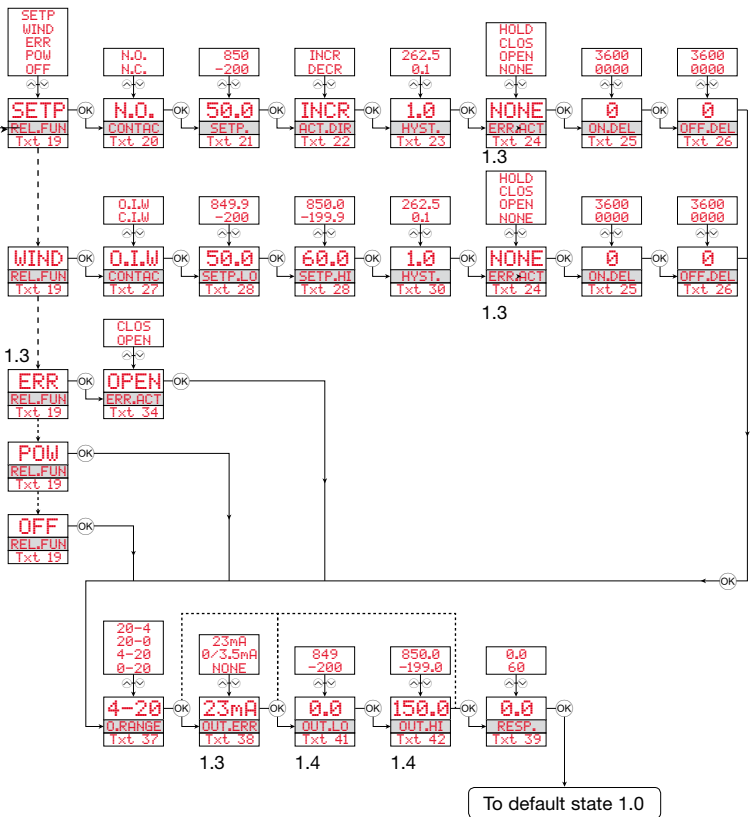 SETP
WIND
ERR
POW
OFF
N.O.
N.C.
850
-200
INCR
DECR
262.5
0.1
HOLD
CLOS
OPEN
NONE
3600
0000
3600
0000
SETP
REL.FUN
Txt 19
OK
N.O.
CONTAC
Txt 20
OK
50.0
SETP.
Txt 21
OK
INCR
ACT.DIR
Txt 22
OK
1.0
HYST.
Txt 23
OK
NONE
ERR.ACT
Txt 24
OK
0
ON.DEL
Txt 25
OK
0
OFF.DEL
Txt 26
1.3
O.I.W
C.I.W
849.9
-200
850.0
-199.9
262.5
0.1
HOLD
CLOS
OPEN
NONE
3600
0000
3600
0000
WIND
REL.FUN
Txt 19
OK
O.I.W
CONTAC
Txt 27
OK
50.0
SETP.LO
Txt 28
OK
60.0
SETP.HI
Txt 28
OK
1.0
HYST.
Txt 30
OK
NONE
ERR.ACT
Txt 24
OK
0
ON.DEL
Txt 25
OK
0
OFF.DEL
Txt 26
1.3
CLOS
OPEN
1.3
ERR
REL.FUN
Txt 19
OK
OPEN
ERR.ACT
Txt 34
OK
POW
REL.FUN
Txt 19
OK
OFF
REL.FUN
Txt 19
OK
OK
20-4
20-0
4-20
0-20
23mA
0/3.5mA
NONE
849
-200
850.0
-199.0
0.0
60
4-20
O.RANGE
Txt 37
OK
23mA
OUT.ERR
Txt 38
OK
0.0
OUT.LO
Txt 41
OK
150.0
OUT.HI
Txt 42
OK
0.0
RESP.
Txt 39
OK
1.3
1.4
1.4
To default state 1.0